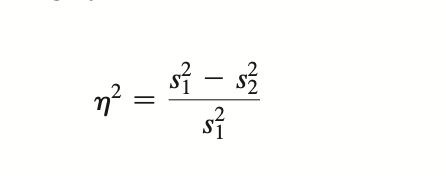 η² = (s₁² − s₂²) / s₁²